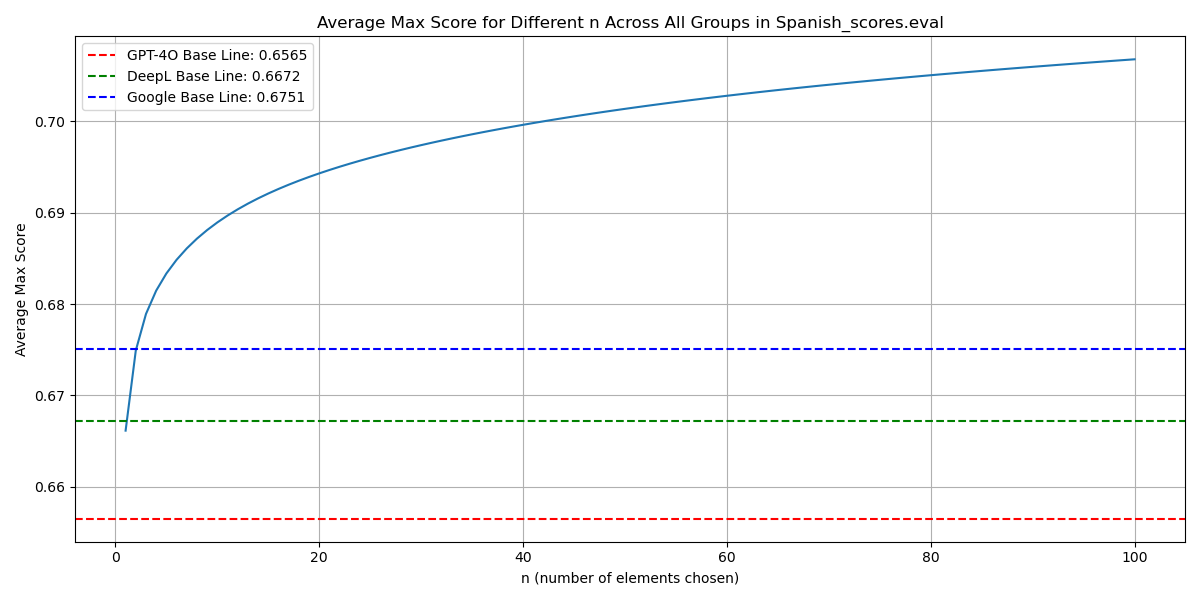 Average Max Score for Different n Across All Groups in Spanish_scores.eval
GPT-4O Base Line: 0.6565
DeepL Base Line: 0.6672
Google Base Line: 0.6751
Average Max Score
0.70
0.69
0.68
0.67
0.66
0 20 40 60 80 100
n (number of elements chosen)